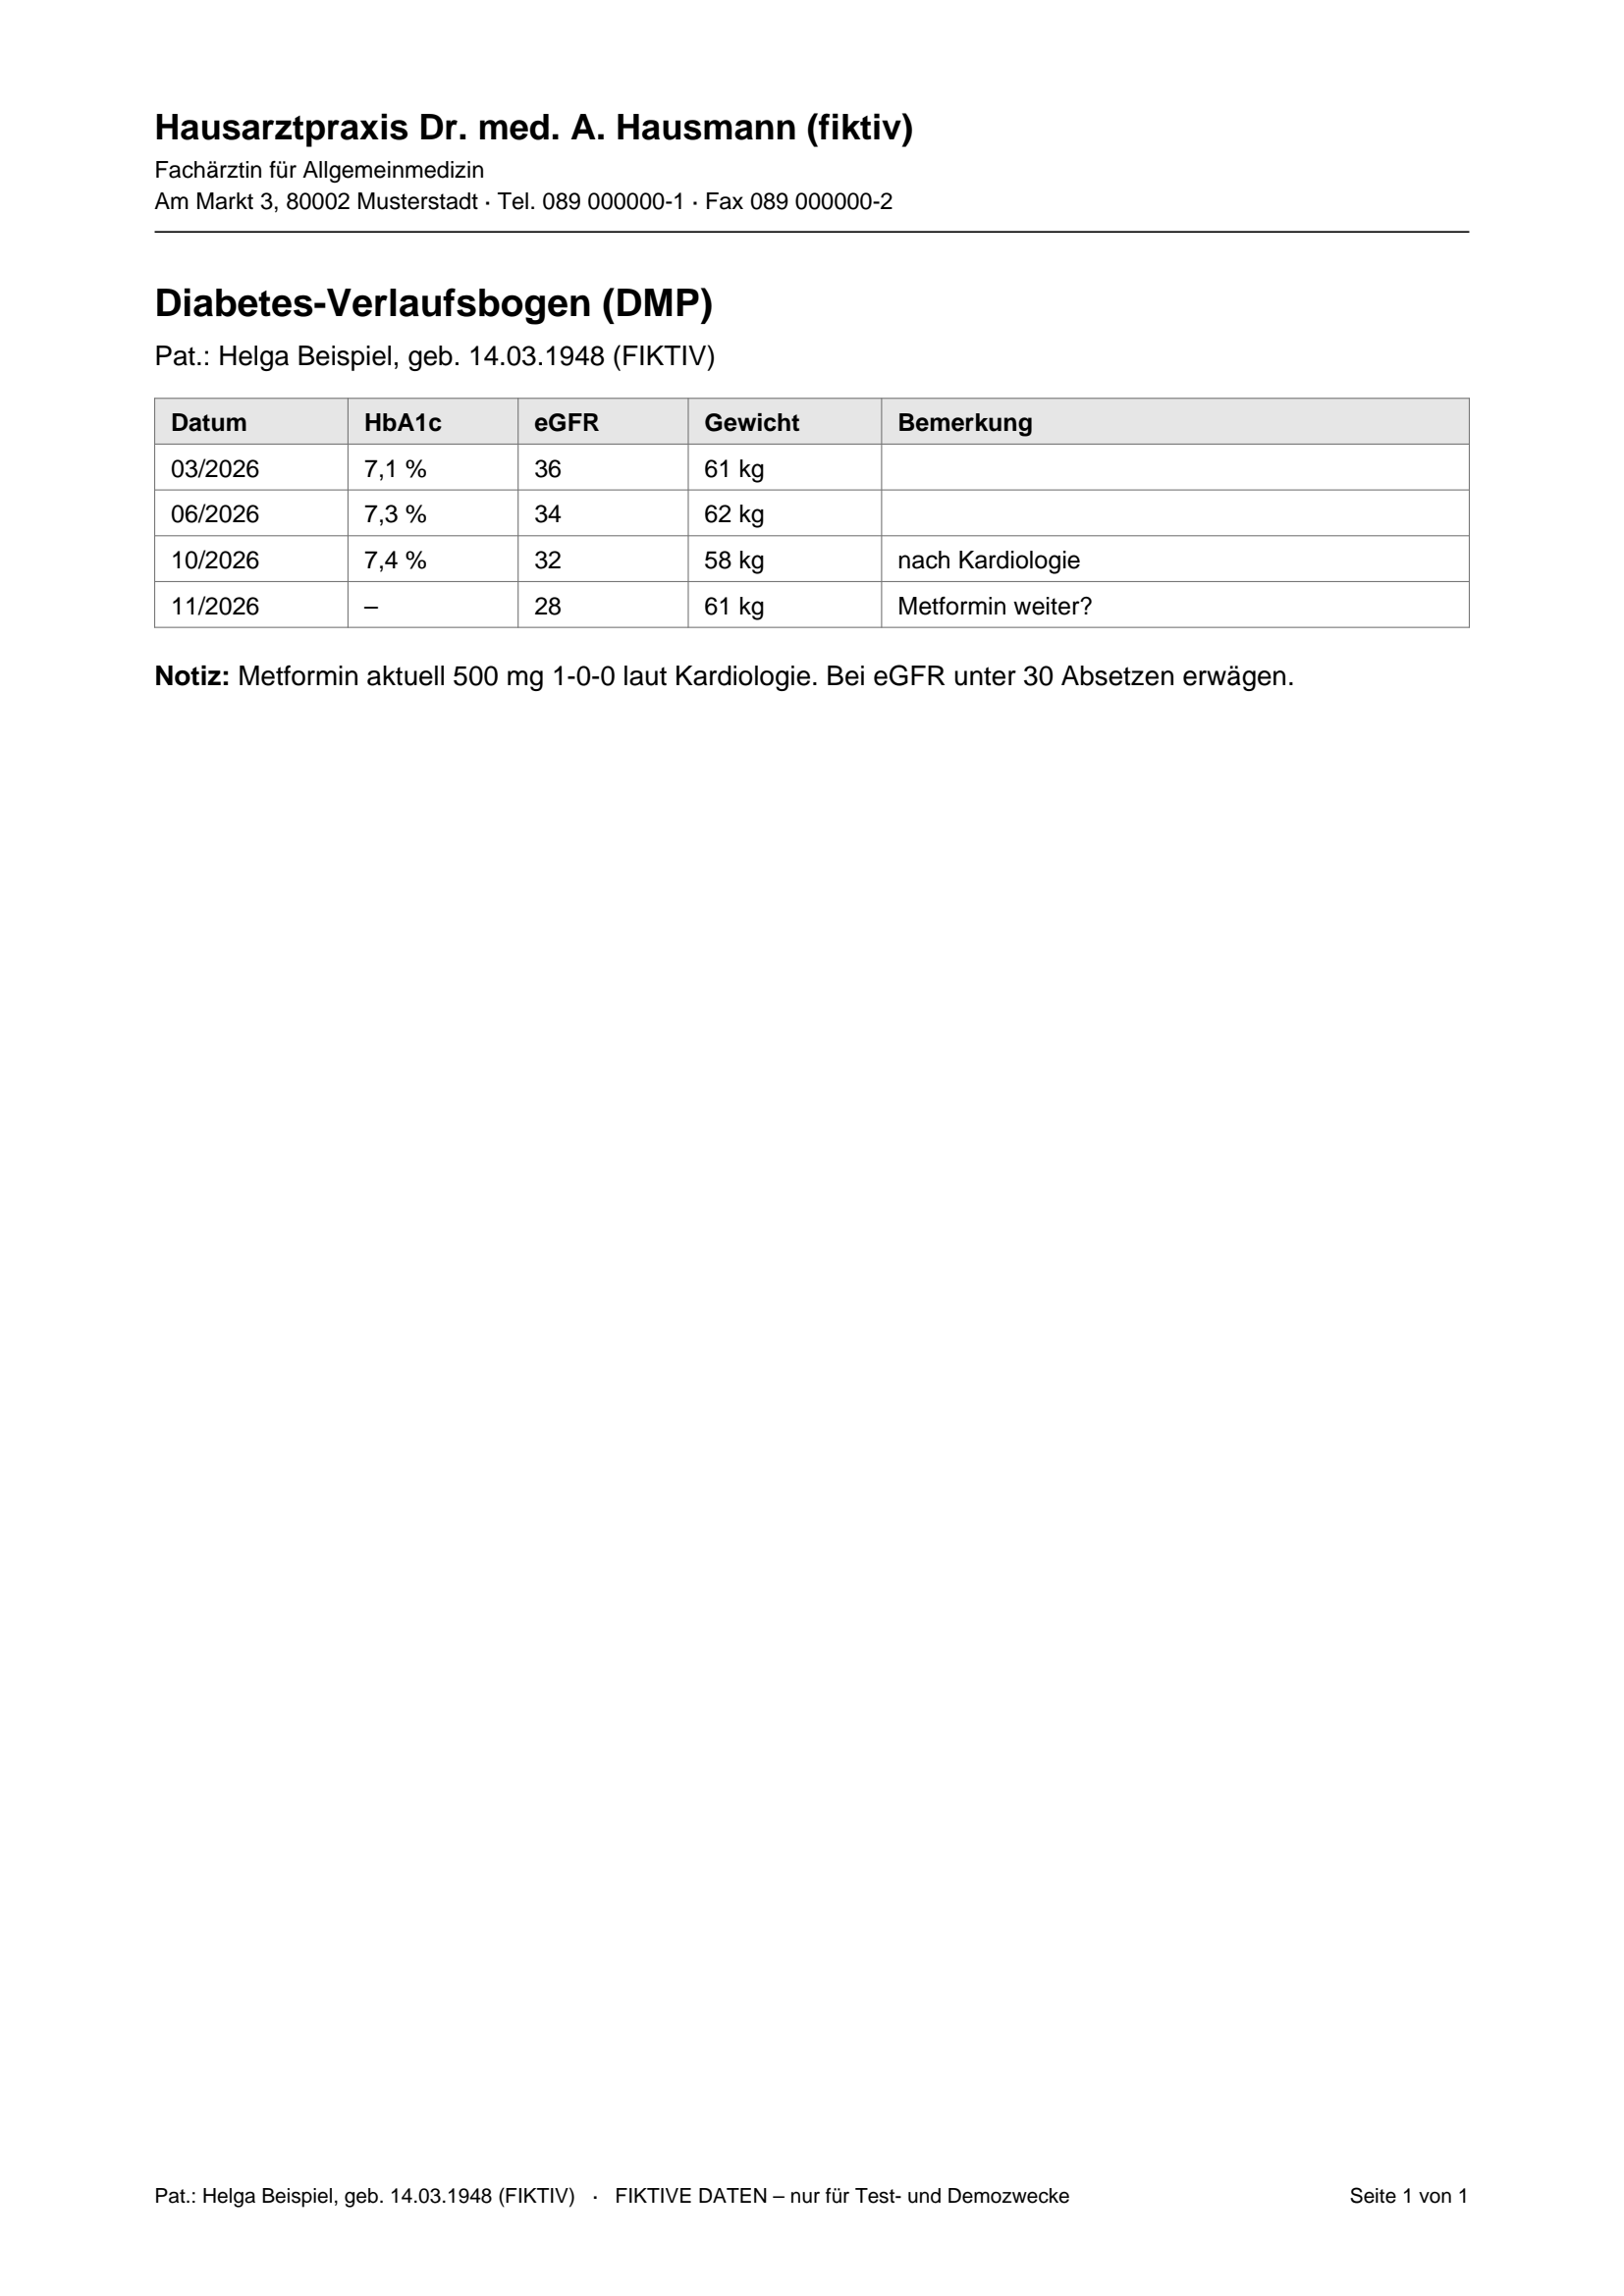 Hausarztpraxis Dr. med. A. Hausmann (fiktiv)
Fachärztin für Allgemeinmedizin
Am Markt 3, 80002 Musterstadt · Tel. 089 000000-1 · Fax 089 000000-2
Diabetes-Verlaufsbogen (DMP)
Pat.: Helga Beispiel, geb. 14.03.1948 (FIKTIV)
Datum HbA1c eGFR Gewicht Bemerkung
03/2026 7,1 % 36 61 kg
06/2026 7,3 % 34 62 kg
10/2026 7,4 % 32 58 kg nach Kardiologie
11/2026 – 28 61 kg Metformin weiter?
Notiz: Metformin aktuell 500 mg 1-0-0 laut Kardiologie. Bei eGFR unter 30 Absetzen erwägen.
Pat.: Helga Beispiel, geb. 14.03.1948 (FIKTIV) · FIKTIVE DATEN – nur für Test- und Demozwecke Seite 1 von 1